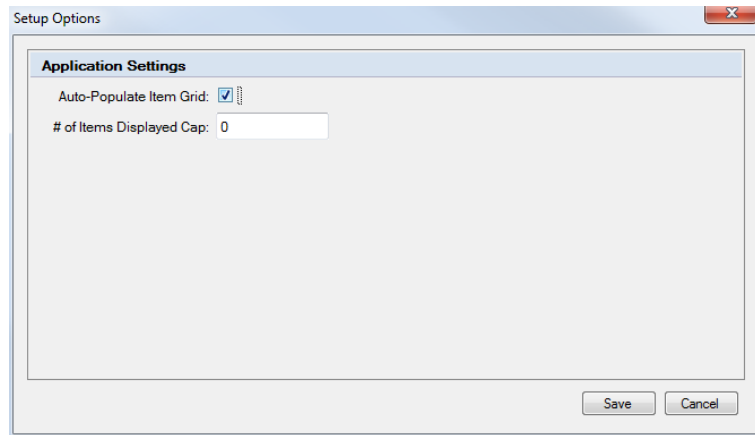 Setup Options
Application Settings
Auto-Populate Item Grid:
# of Items Displayed Cap: 0
Save Cancel